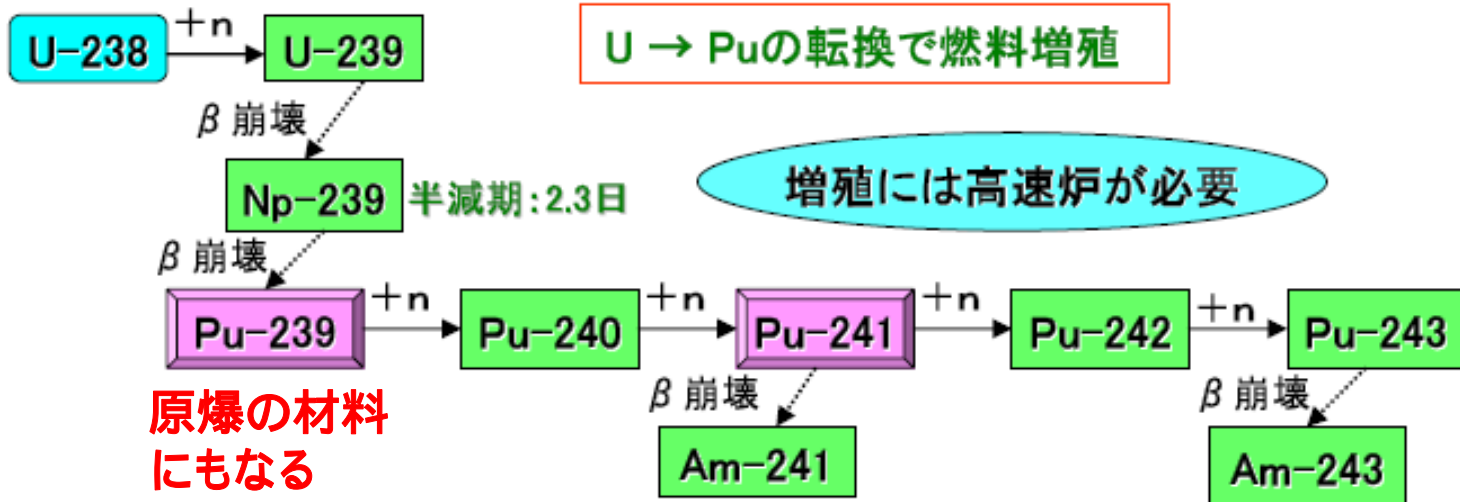 U-238
+n
U-239
U → Puの転換で燃料増殖
β 崩壊
Np-239
半減期:2.3日
増殖には高速炉が必要
β 崩壊
Pu-239
+n
Pu-240
+n
Pu-241
+n
Pu-242
+n
Pu-243
原爆の材料
にもなる
β 崩壊
Am-241
β 崩壊
Am-243